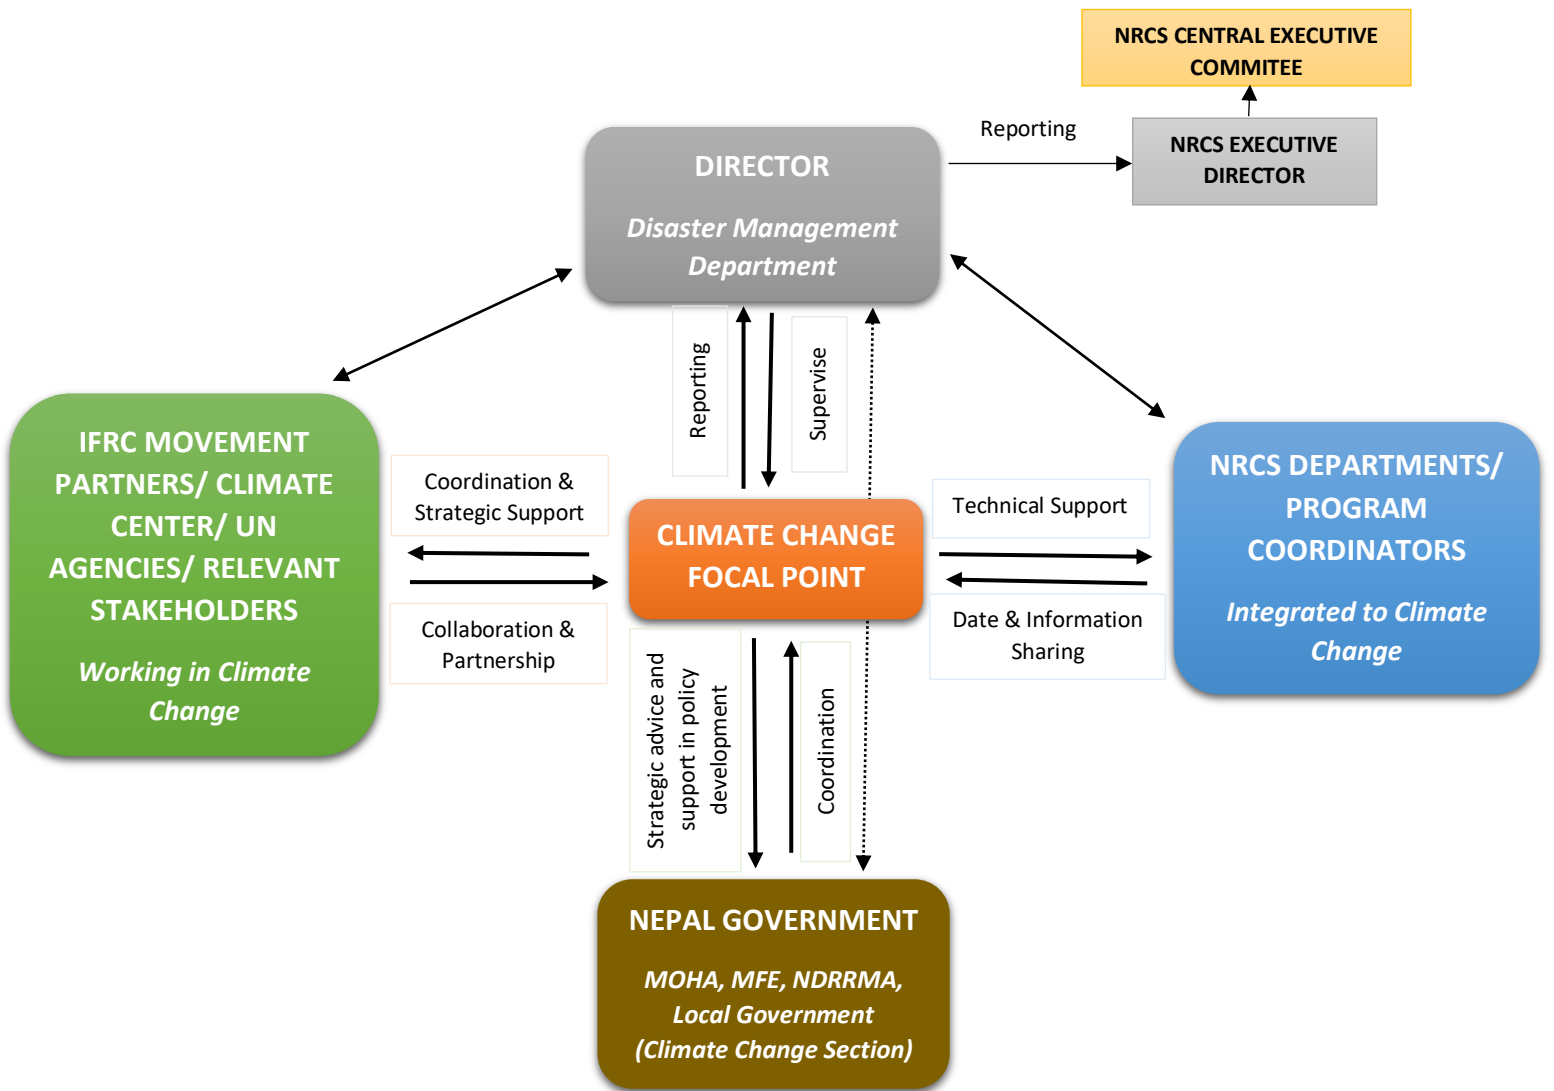 NRCS CENTRAL EXECUTIVE
COMMITEE
Reporting
NRCS EXECUTIVE
DIRECTOR
DIRECTOR
Disaster Management
Department
Reporting
Supervise
IFRC MOVEMENT
PARTNERS/ CLIMATE
CENTER/ UN
AGENCIES/ RELEVANT
STAKEHOLDERS
Working in Climate
Change
Coordination &
Strategic Support
Collaboration &
Partnership
CLIMATE CHANGE
FOCAL POINT
Technical Support
Date & Information
Sharing
NRCS DEPARTMENTS/
PROGRAM
COORDINATORS
Integrated to Climate
Change
Strategic advice and
support in policy
development
Coordination
NEPAL GOVERNMENT
MOHA, MFE, NDRRMA,
Local Government
(Climate Change Section)